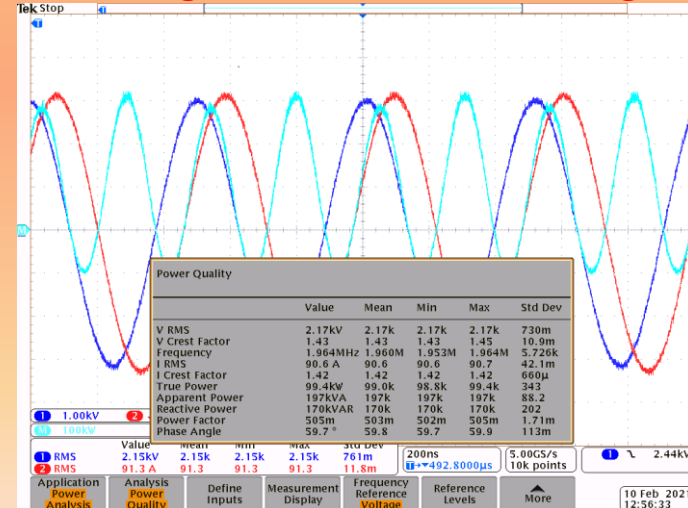 Tek Stop
Power Quality
Value Mean Min Max Std Dev
V RMS 2.17kV 2.17k 2.17k 2.17k 730m
V Crest Factor 1.43 1.43 1.43 1.45 10.9m
Frequency 1.964MHz 1.960M 1.953M 1.964M 5.726k
I RMS 90.6 A 90.6 90.6 90.7 42.1m
I Crest Factor 1.42 1.42 1.42 1.42 660µ
True Power 99.4kW 99.0k 98.8k 99.4k 343
Apparent Power 197kVA 197k 197k 197k 88.2
Reactive Power 170kVAR 170k 170k 170k 202
Power Factor 505m 503m 502m 505m 1.71m
Phase Angle 59.7 ° 59.8 59.7 59.9 113m
1 1.00kV 2
M 100kW
Value Mean Min Max Std Dev
1 RMS 2.15kV 2.15k 2.15k 2.15k 761m
2 RMS 91.3 A 91.3 91.3 91.3 11.8m
200ns
T→▼492.8000µs
5.00GS/s
10k points
1 2.44kV
Application
Power
Analysis
Analysis
Power
Quality
Define
Inputs
Measurement
Display
Frequency
Reference
Voltage
Reference
Levels
More
10 Feb 2021
12:56:33